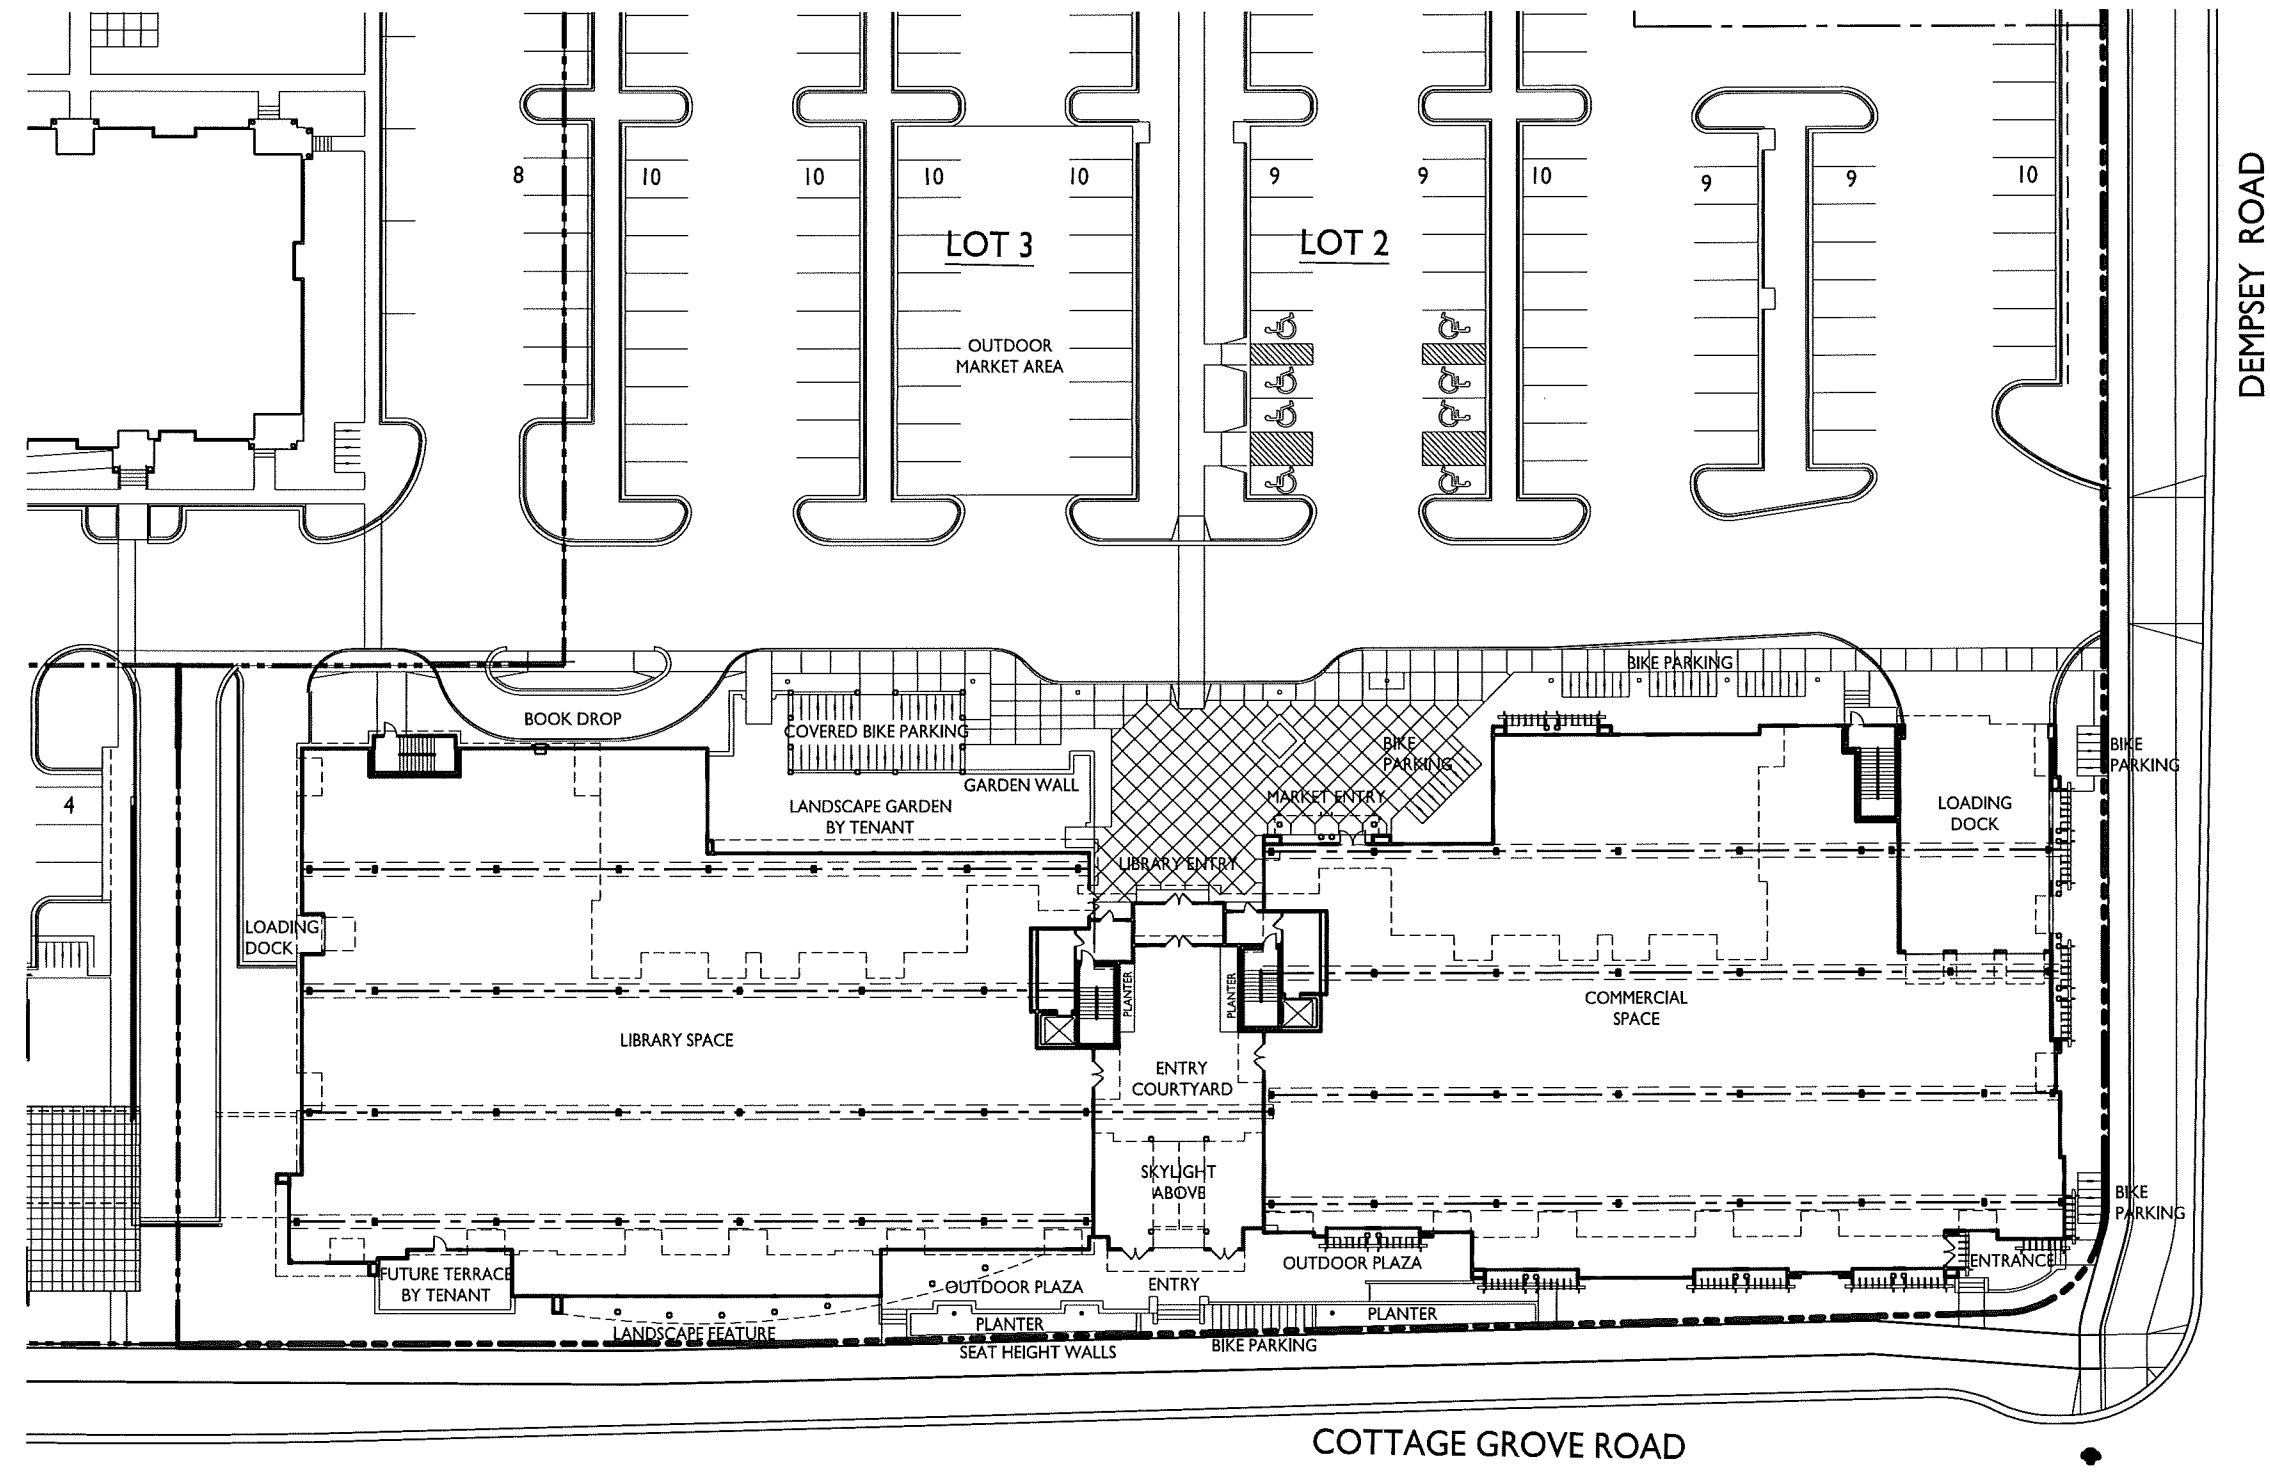 8
10
10
10
10
9
9
10
9
9
10
DEMPSEY ROAD
LOT 3
LOT 2
OUTDOOR
MARKET AREA
BOOK DROP
COVERED BIKE PARKING
GARDEN WALL
LANDSCAPE GARDEN
BY TENANT
BIKE PARKING
BIKE
PARKING
MARKET ENTRY
LIBRARY ENTRY
BIKE
PARKING
LOADING
DOCK
4
LOADING
DOCK
LIBRARY SPACE
PLANTER
PLANTER
COMMERCIAL
SPACE
ENTRY
COURTYARD
SKYLIGHT
ABOVE
BIKE
PARKING
FUTURE TERRACE
BY TENANT
OUTDOOR PLAZA
ENTRY
OUTDOOR PLAZA
ENTRANCE
LANDSCAPE FEATURE
PLANTER
PLANTER
SEAT HEIGHT WALLS
BIKE PARKING
COTTAGE GROVE ROAD